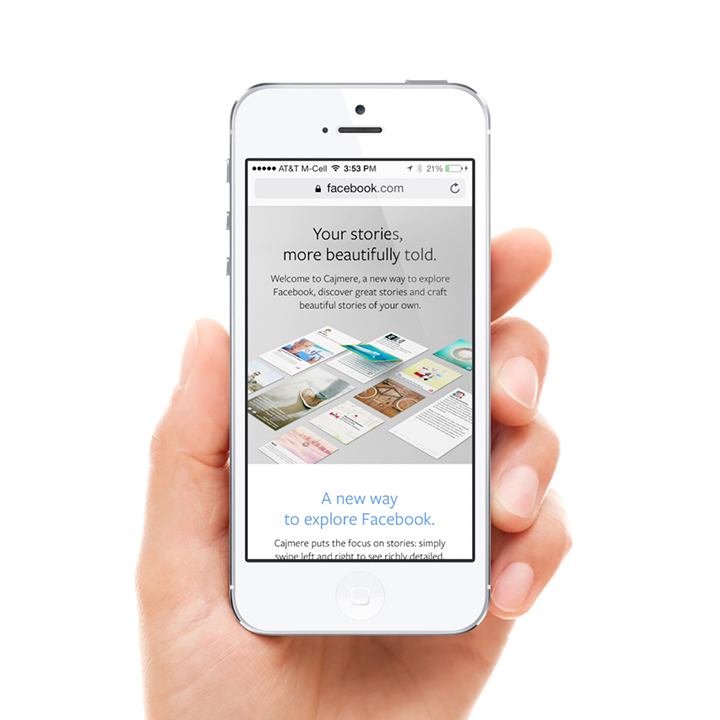 AT&T M-Cell 3:53 PM 21%
facebook.com
Your stories,
more beautifully told.
Welcome to Cajmere, a new way to explore
Facebook, discover great stories and craft
beautiful stories of your own.
A new way
to explore Facebook.
Cajmere puts the focus on stories: simply
swipe left and right to see richly detailed,